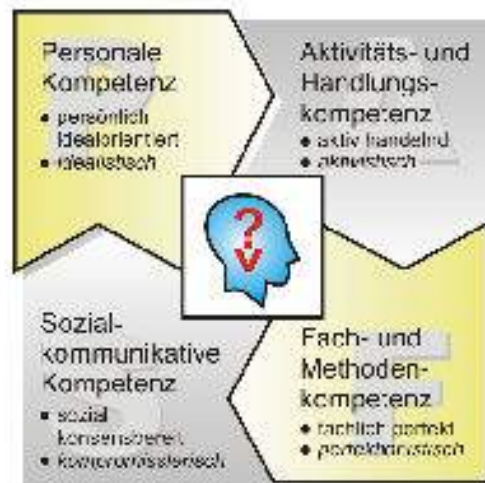 Personale
Kompetenz
• persönlich
idealorientiert
• idealistisch
Aktivitäts- und
Handlungs-
kompetenz
• aktiv handelnd
• aktivistisch
?
Sozial-
kommunikative
Kompetenz
• sozial
konsensbereit
• kompromisslerisch
Fach- und
Methoden-
kompetenz
• fachlich perfekt
• perfektionistisch